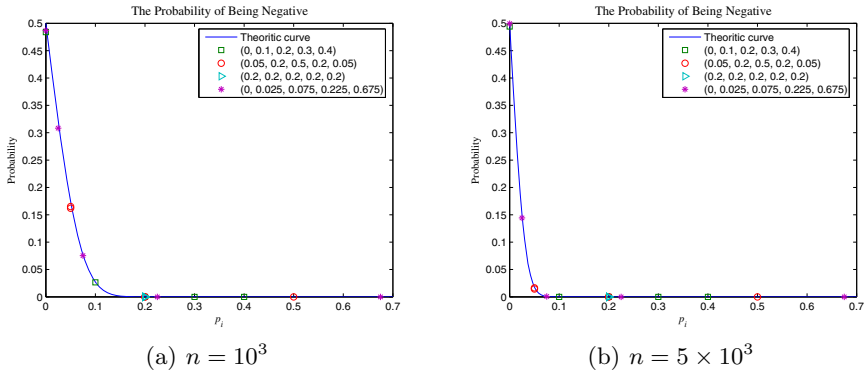 The Probability of Being Negative
0.5
0.45
0.4
0.35
0.3
0.25
0.2
0.15
0.1
0.05
0
Probability
Theoritic curve
(0, 0.1, 0.2, 0.3, 0.4)
(0.05, 0.2, 0.5, 0.2, 0.05)
(0.2, 0.2, 0.2, 0.2, 0.2)
(0, 0.025, 0.075, 0.225, 0.675)
0 0.1 0.2 0.3 0.4 0.5 0.6 0.7
p_i
(a) n = 10³
The Probability of Being Negative
0.5
0.45
0.4
0.35
0.3
0.25
0.2
0.15
0.1
0.05
0
Probability
Theoritic curve
(0, 0.1, 0.2, 0.3, 0.4)
(0.05, 0.2, 0.5, 0.2, 0.05)
(0.2, 0.2, 0.2, 0.2, 0.2)
(0, 0.025, 0.075, 0.225, 0.675)
0 0.1 0.2 0.3 0.4 0.5 0.6 0.7
p_i
(b) n = 5 × 10³